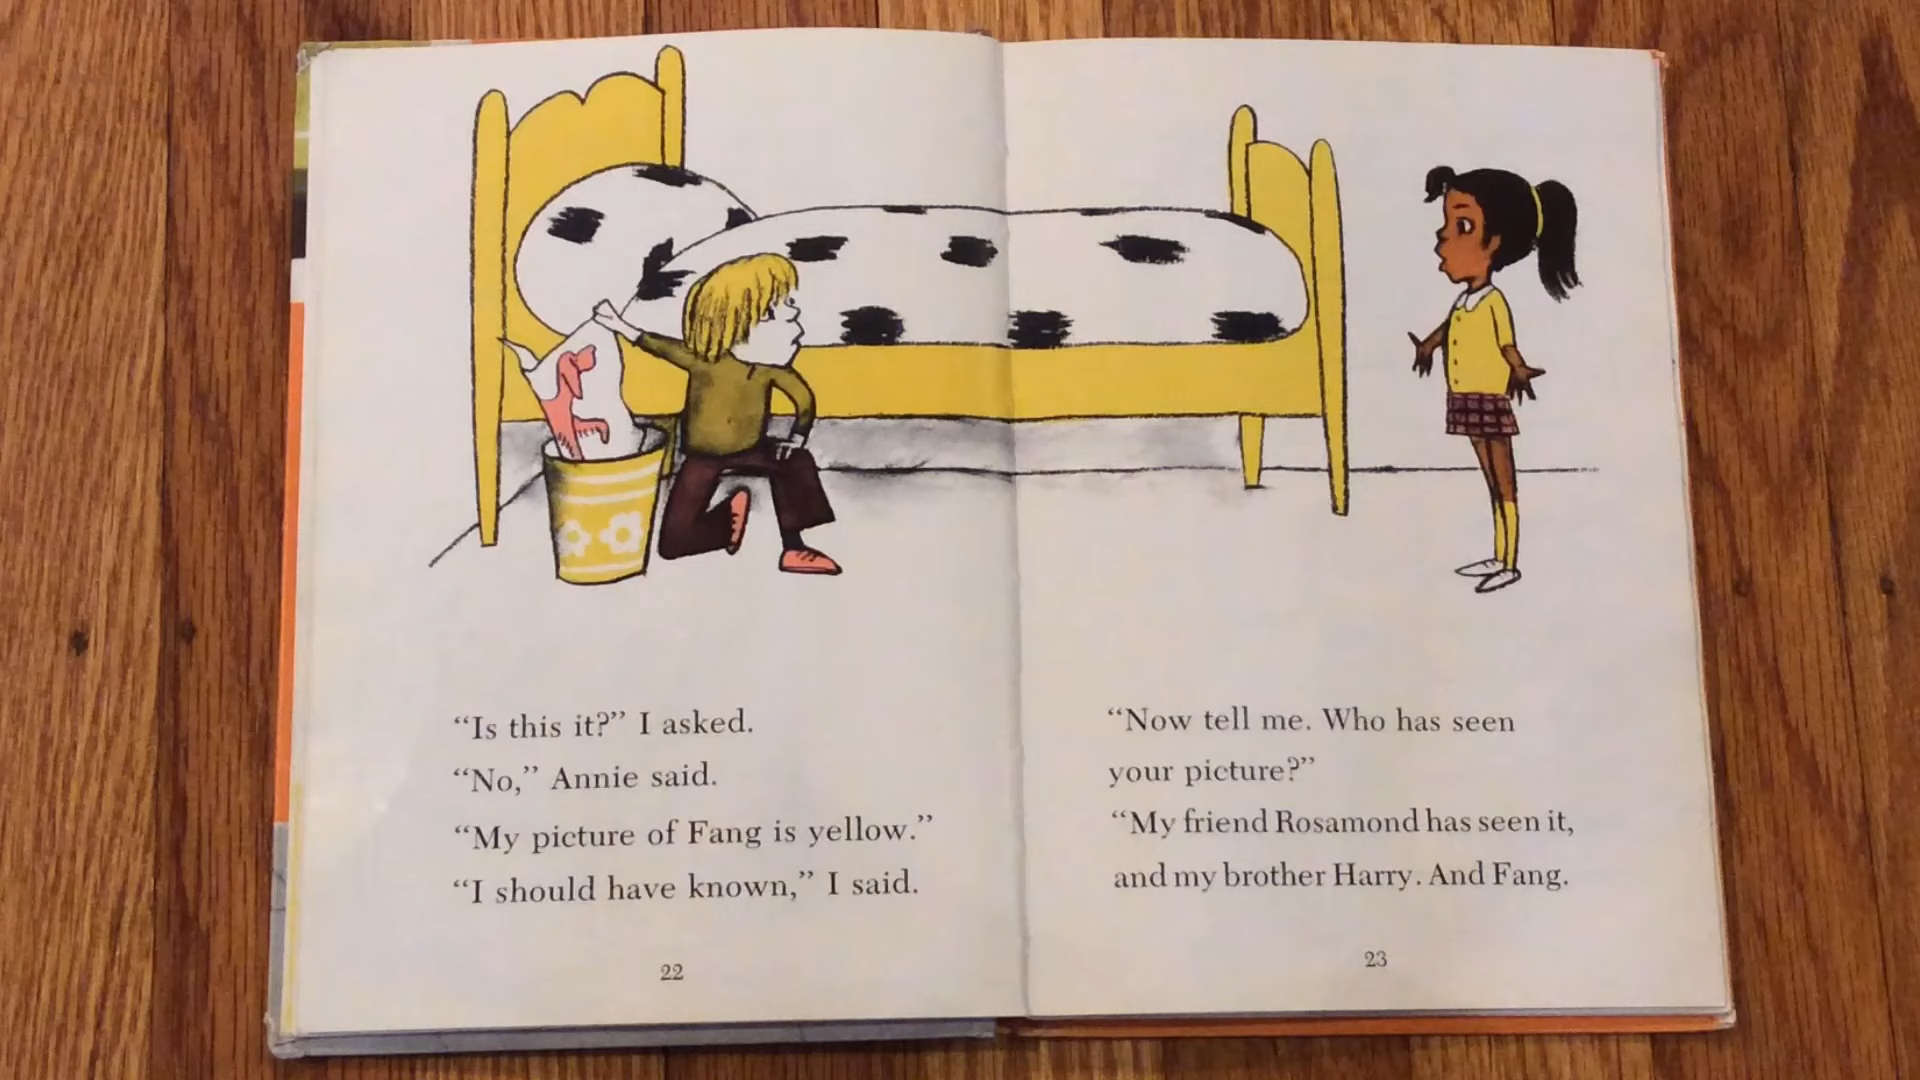 “Is this it?” I asked.
“No,” Annie said.
“My picture of Fang is yellow.”
“I should have known,” I said.
22
“Now tell me. Who has seen
your picture?”
“My friend Rosamond has seen it,
and my brother Harry. And Fang.
23